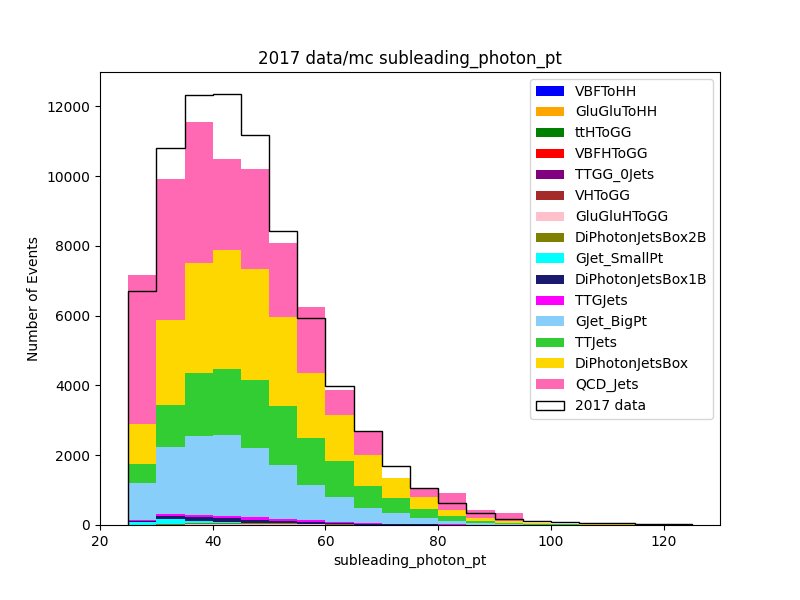 2017 data/mc subleading_photon_pt
Number of Events
12000
10000
8000
6000
4000
2000
0
20
40
60
80
100
120
subleading_photon_pt
VBFToHH
GluGluToHH
ttHToGG
VBFHToGG
TTGG_0Jets
VHToGG
GluGluHToGG
DiPhotonJetsBox2B
GJet_SmallPt
DiPhotonJetsBox1B
TTGJets
GJet_BigPt
TTJets
DiPhotonJetsBox
QCD_Jets
2017 data